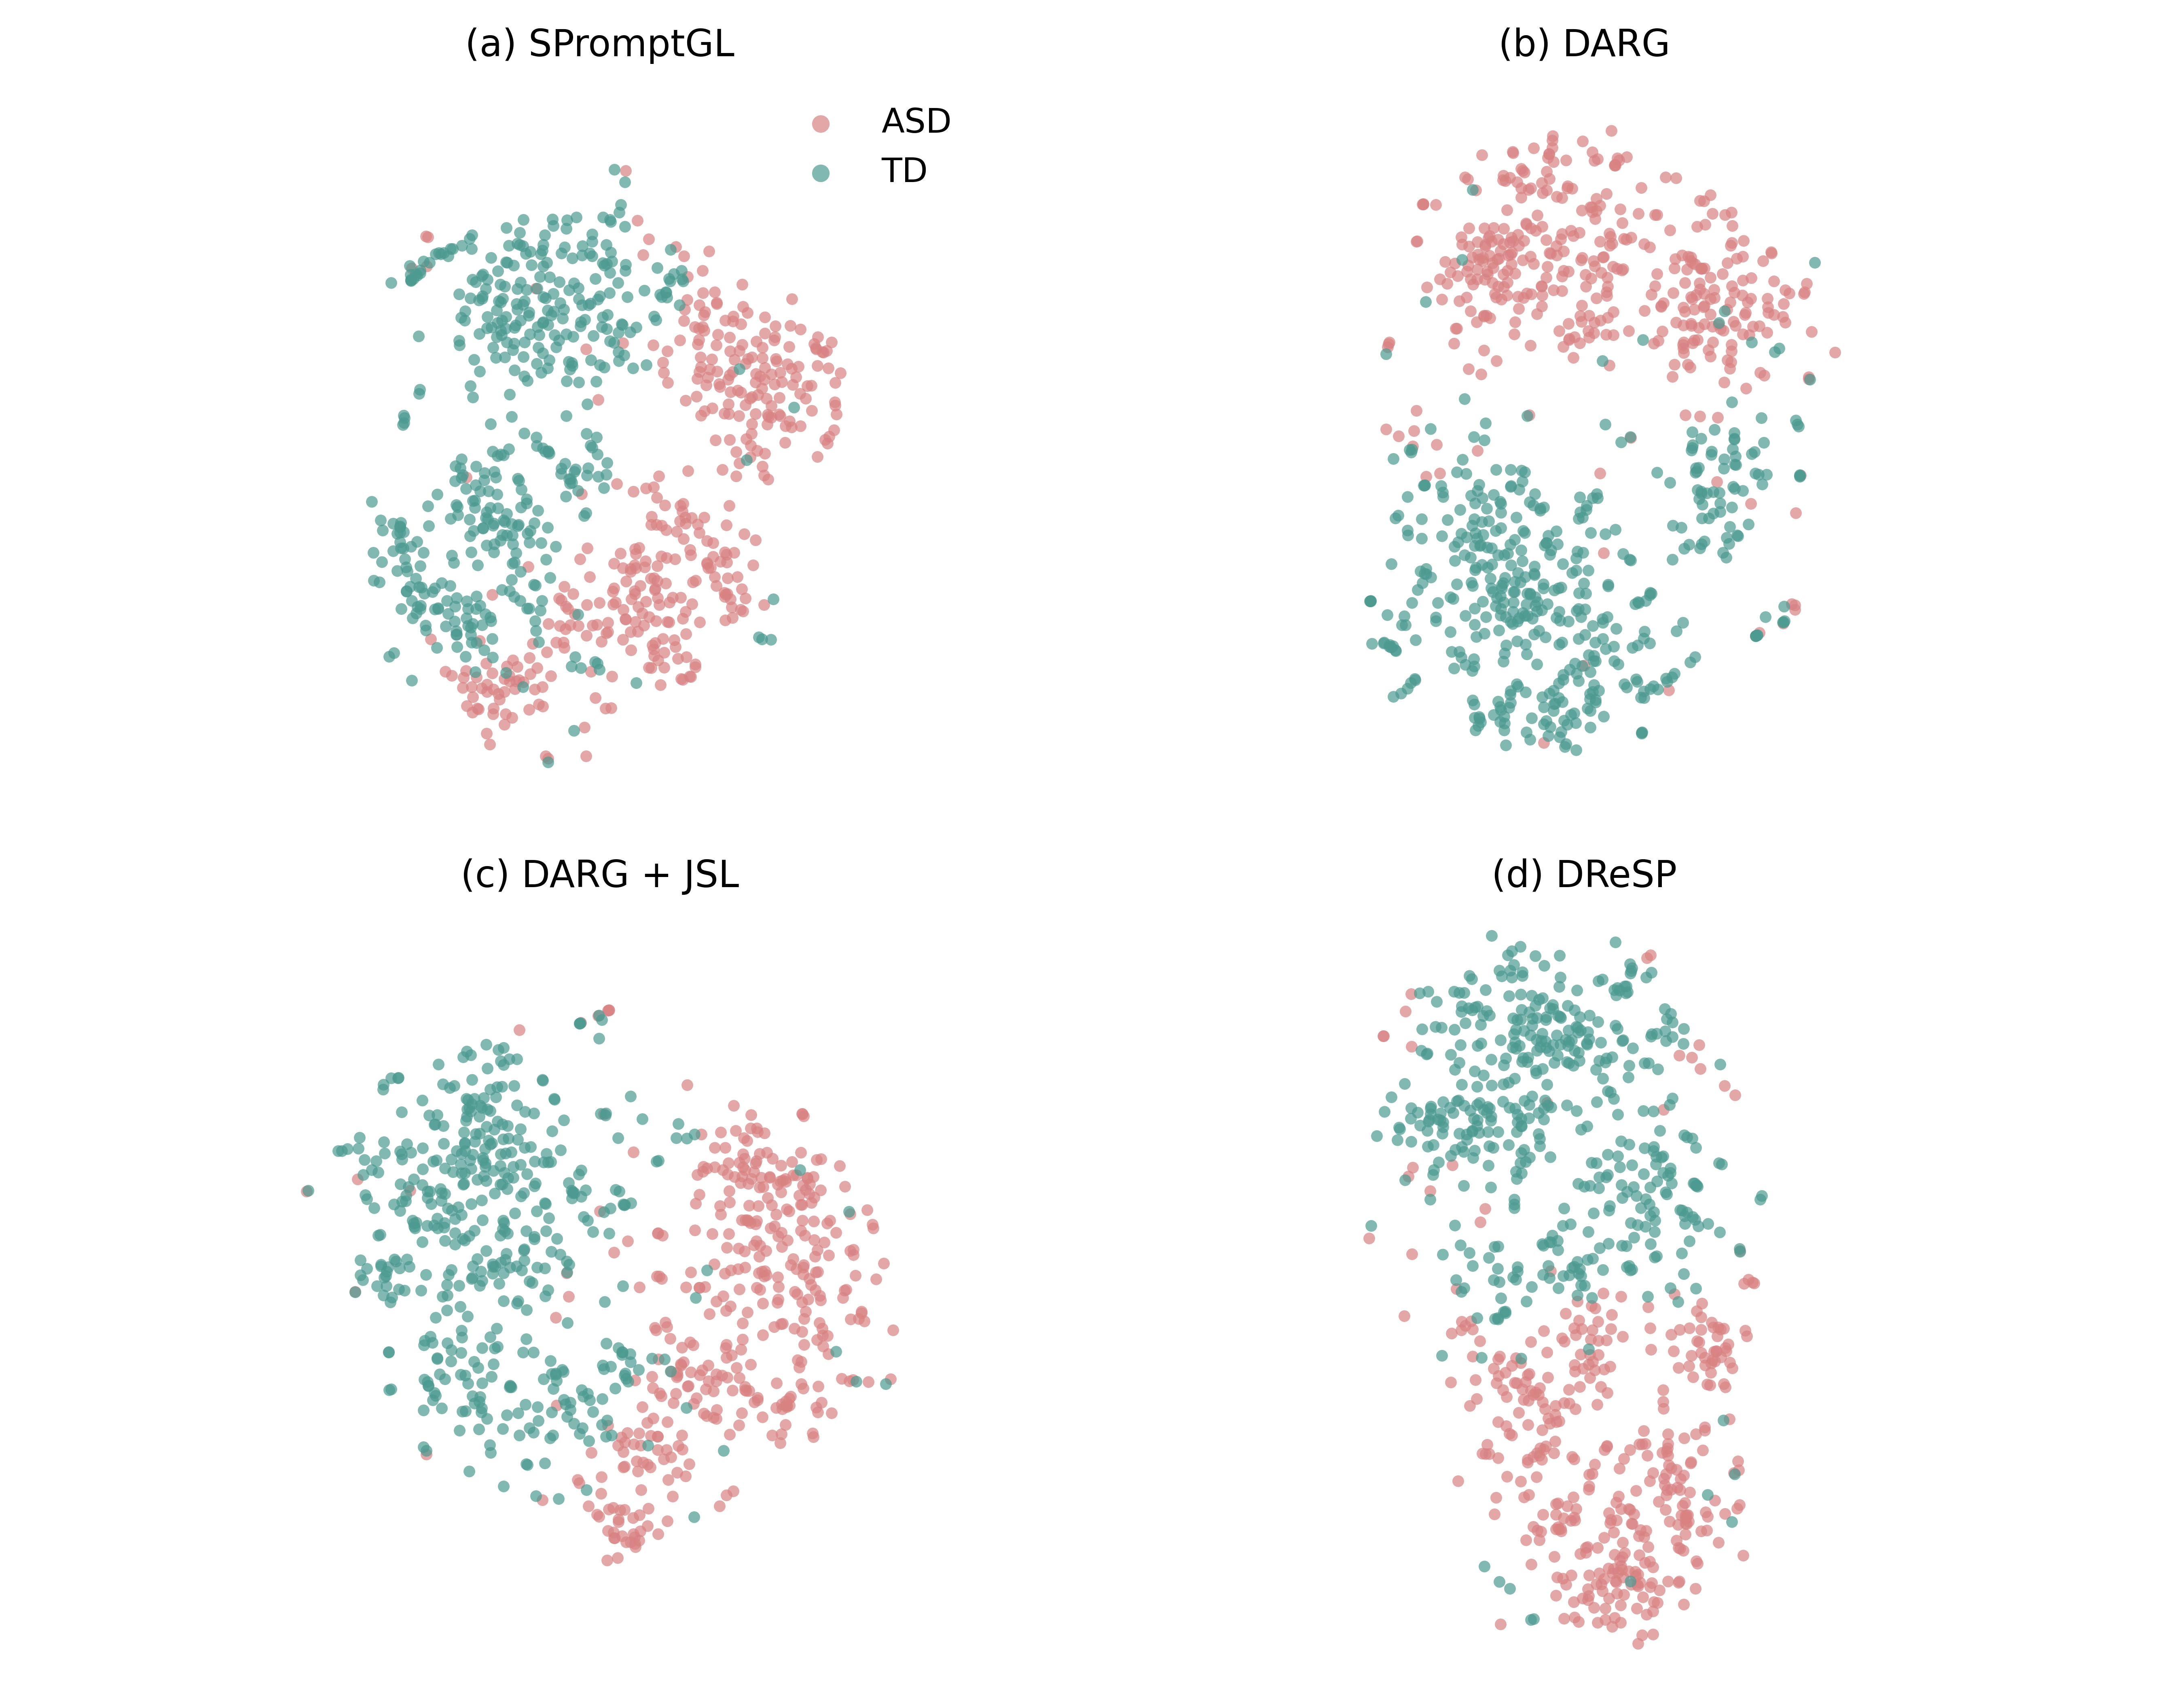 (a) SPromptGL
(b) DARG
ASD
TD
(c) DARG + JSL
(d) DReSP